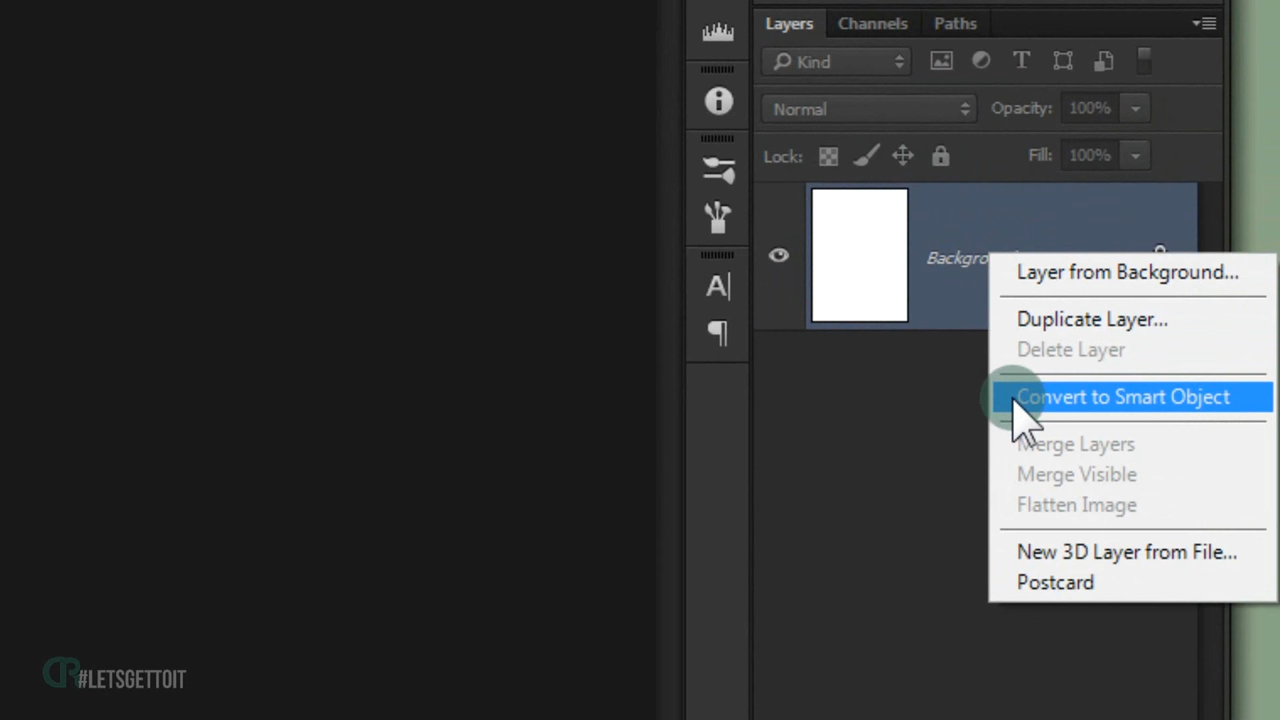 Layers Channels Paths
Kind T
Normal Opacity: 100%
Lock: Fill: 100%
A|
¶
Layer from Background...
Duplicate Layer...
Delete Layer
Convert to Smart Object
Merge Layers
Merge Visible
Flatten Image
New 3D Layer from File...
Postcard
#LETSGETTOIT